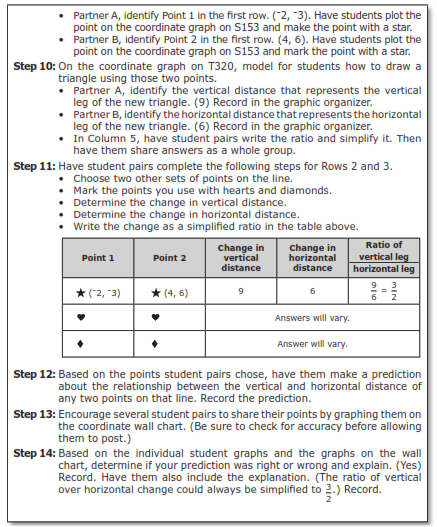 • Partner A, identify Point 1 in the first row. (⁻2, ⁻3). Have students plot the
point on the coordinate graph on S153 and make the point with a star.
• Partner B, identify Point 2 in the first row. (4, 6). Have students plot the
point on the coordinate graph on S153 and mark the point with a star.
Step 10: On the coordinate graph on T320, model for students how to draw a
triangle using those two points.
• Partner A, identify the vertical distance that represents the vertical
leg of the new triangle. (9) Record in the graphic organizer.
• Partner B, identify the horizontal distance that represents the horizontal
leg of the new triangle. (6) Record in the graphic organizer.
• In Column 5, have student pairs write the ratio and simplify it. Then
have them share answers as a whole group.
Step 11: Have student pairs complete the following steps for Rows 2 and 3.
• Choose two other sets of points on the line.
• Mark the points you use with hearts and diamonds.
• Determine the change in vertical distance.
• Determine the change in horizontal distance.
• Write the change as a simplified ratio in the table above.
Point 1 Point 2 Change in vertical distance Change in horizontal distance Ratio of vertical leg / horizontal leg
★ (⁻2, ⁻3) ★ (4, 6) 9 6 9/6 = 3/2
♥ ♥ Answers will vary.
♦ ♦ Answer will vary.
Step 12: Based on the points student pairs chose, have them make a prediction
about the relationship between the vertical and horizontal distance of
any two points on that line. Record the prediction.
Step 13: Encourage several student pairs to share their points by graphing them on
the coordinate wall chart. (Be sure to check for accuracy before allowing
them to post.)
Step 14: Based on the individual student graphs and the graphs on the wall
chart, determine if your prediction was right or wrong and explain. (Yes)
Record. Have them also include the explanation. (The ratio of vertical
over horizontal change could always be simplified to 3/2.) Record.